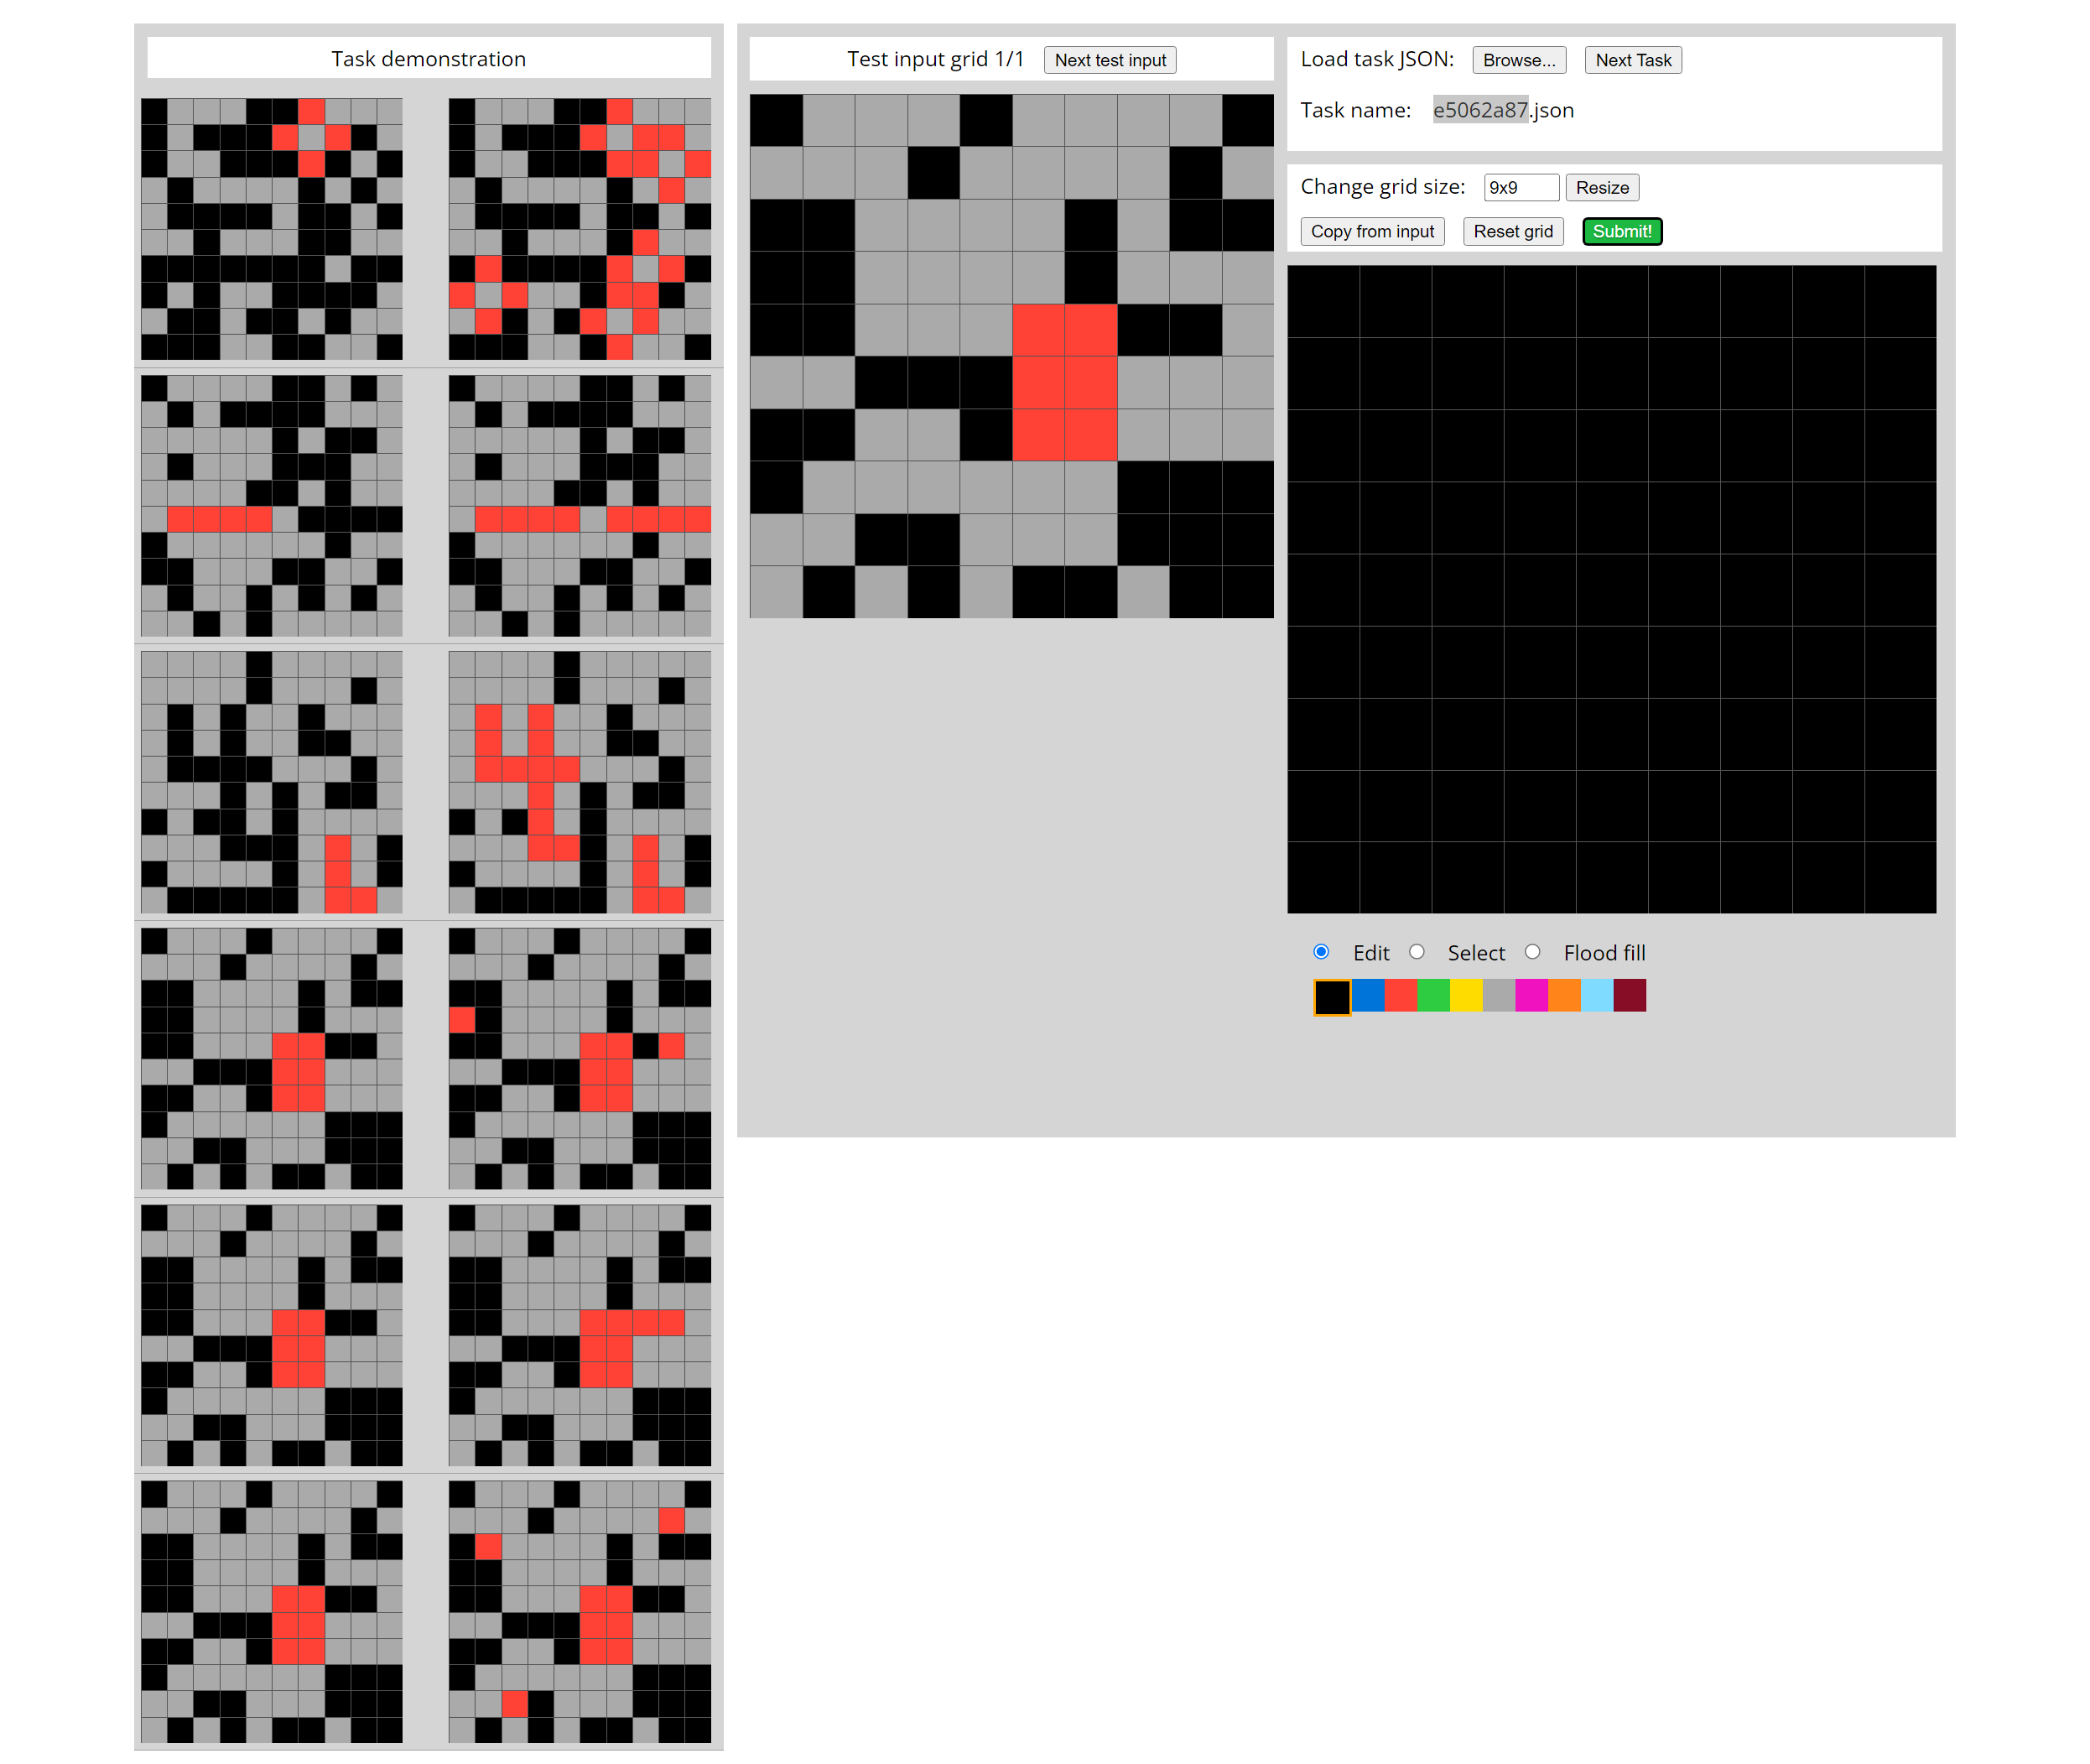 Task demonstration
Test input grid 1/1 Next test input
Load task JSON: Browse... Next Task
Task name: e5062a87.json
Change grid size: 9x9 Resize
Copy from input Reset grid Submit!
Edit Select Flood fill